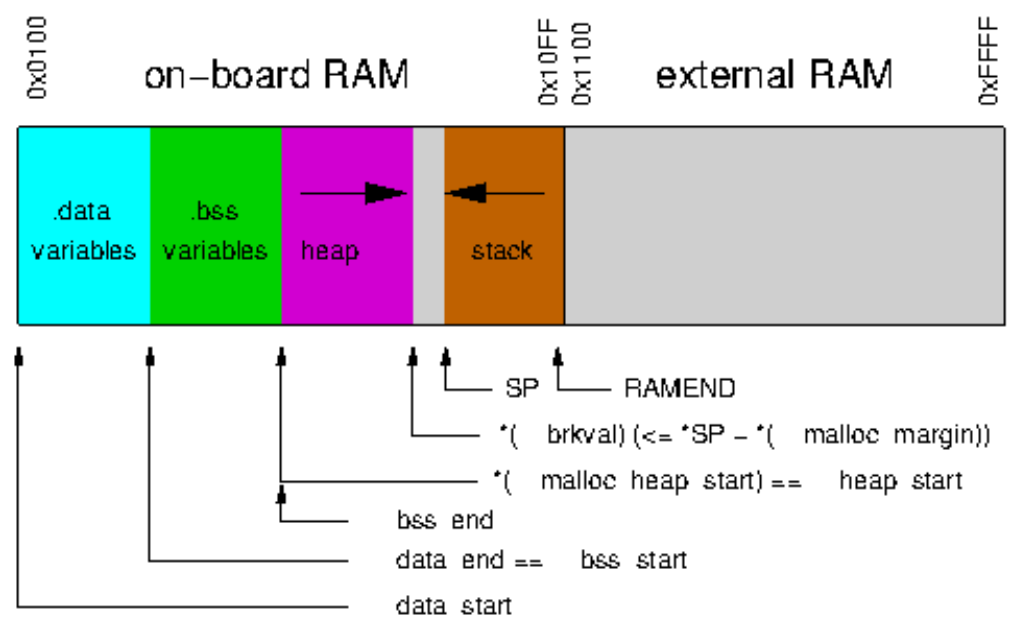 0x0100
on-board RAM
0x10FF
0x1100
external RAM
0xFFFF
.data
variables
.bss
variables
heap
stack
SP
RAMEND
*( brkval) (<= *SP - *( malloc margin))
*( malloc heap start) == heap start
bss end
data end == bss start
data start